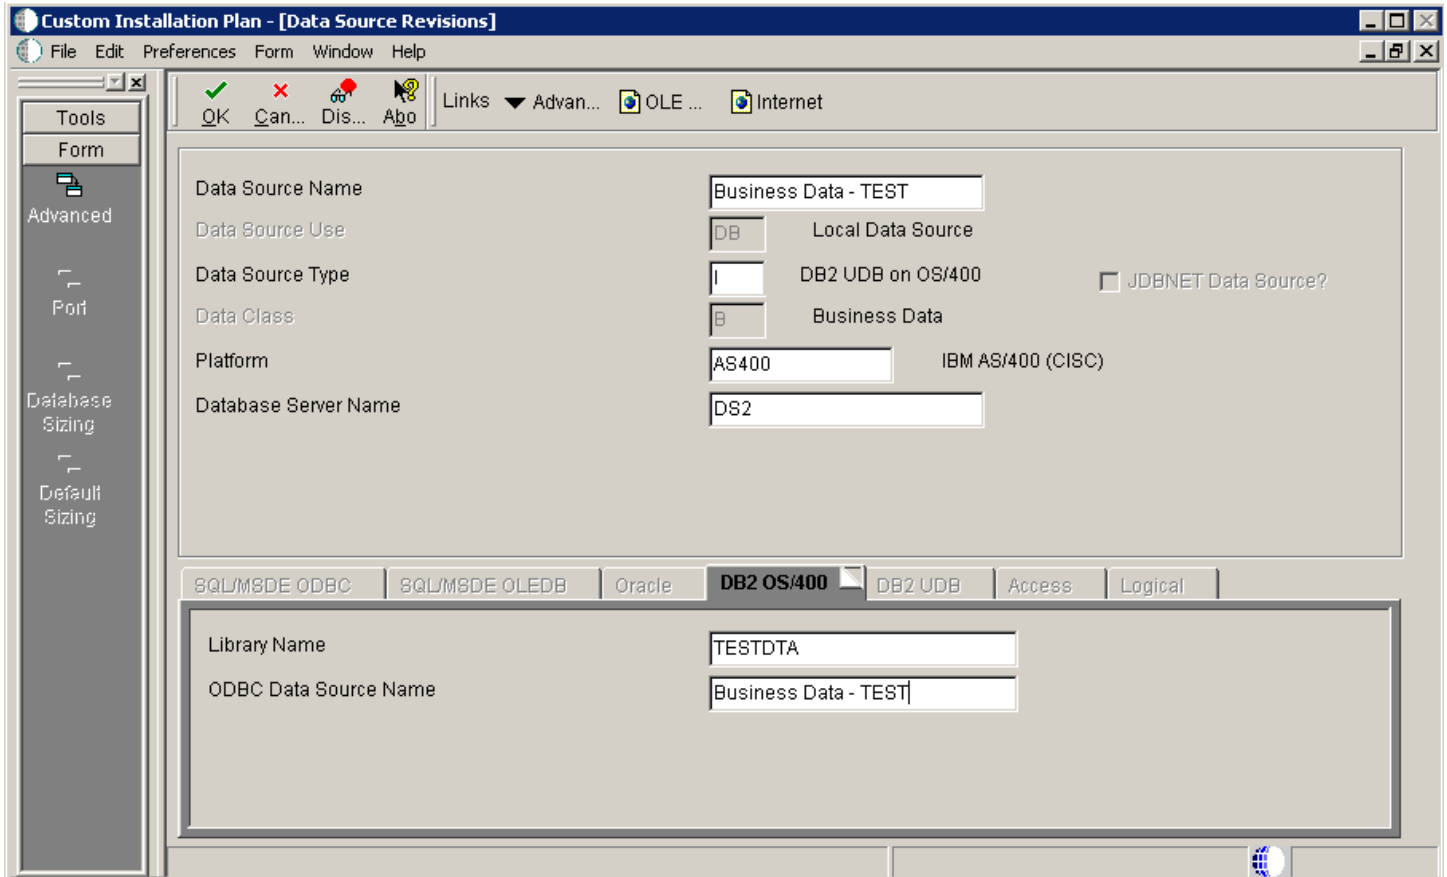 Custom Installation Plan - [Data Source Revisions]
File Edit Preferences Form Window Help
OK Can... Dis... Abo Links Advan... OLE ... Internet
Tools
Form
Advanced
Port
Database
Sizing
Default
Sizing
Data Source Name Business Data - TEST
Data Source Use DB Local Data Source
Data Source Type I DB2 UDB on OS/400 JDBNET Data Source?
Data Class B Business Data
Platform AS400 IBM AS/400 (CISC)
Database Server Name DS2
SQL/MSDE ODBC SQL/MSDE OLEDB Oracle DB2 OS/400 DB2 UDB Access Logical
Library Name TESTDTA
ODBC Data Source Name Business Data - TEST